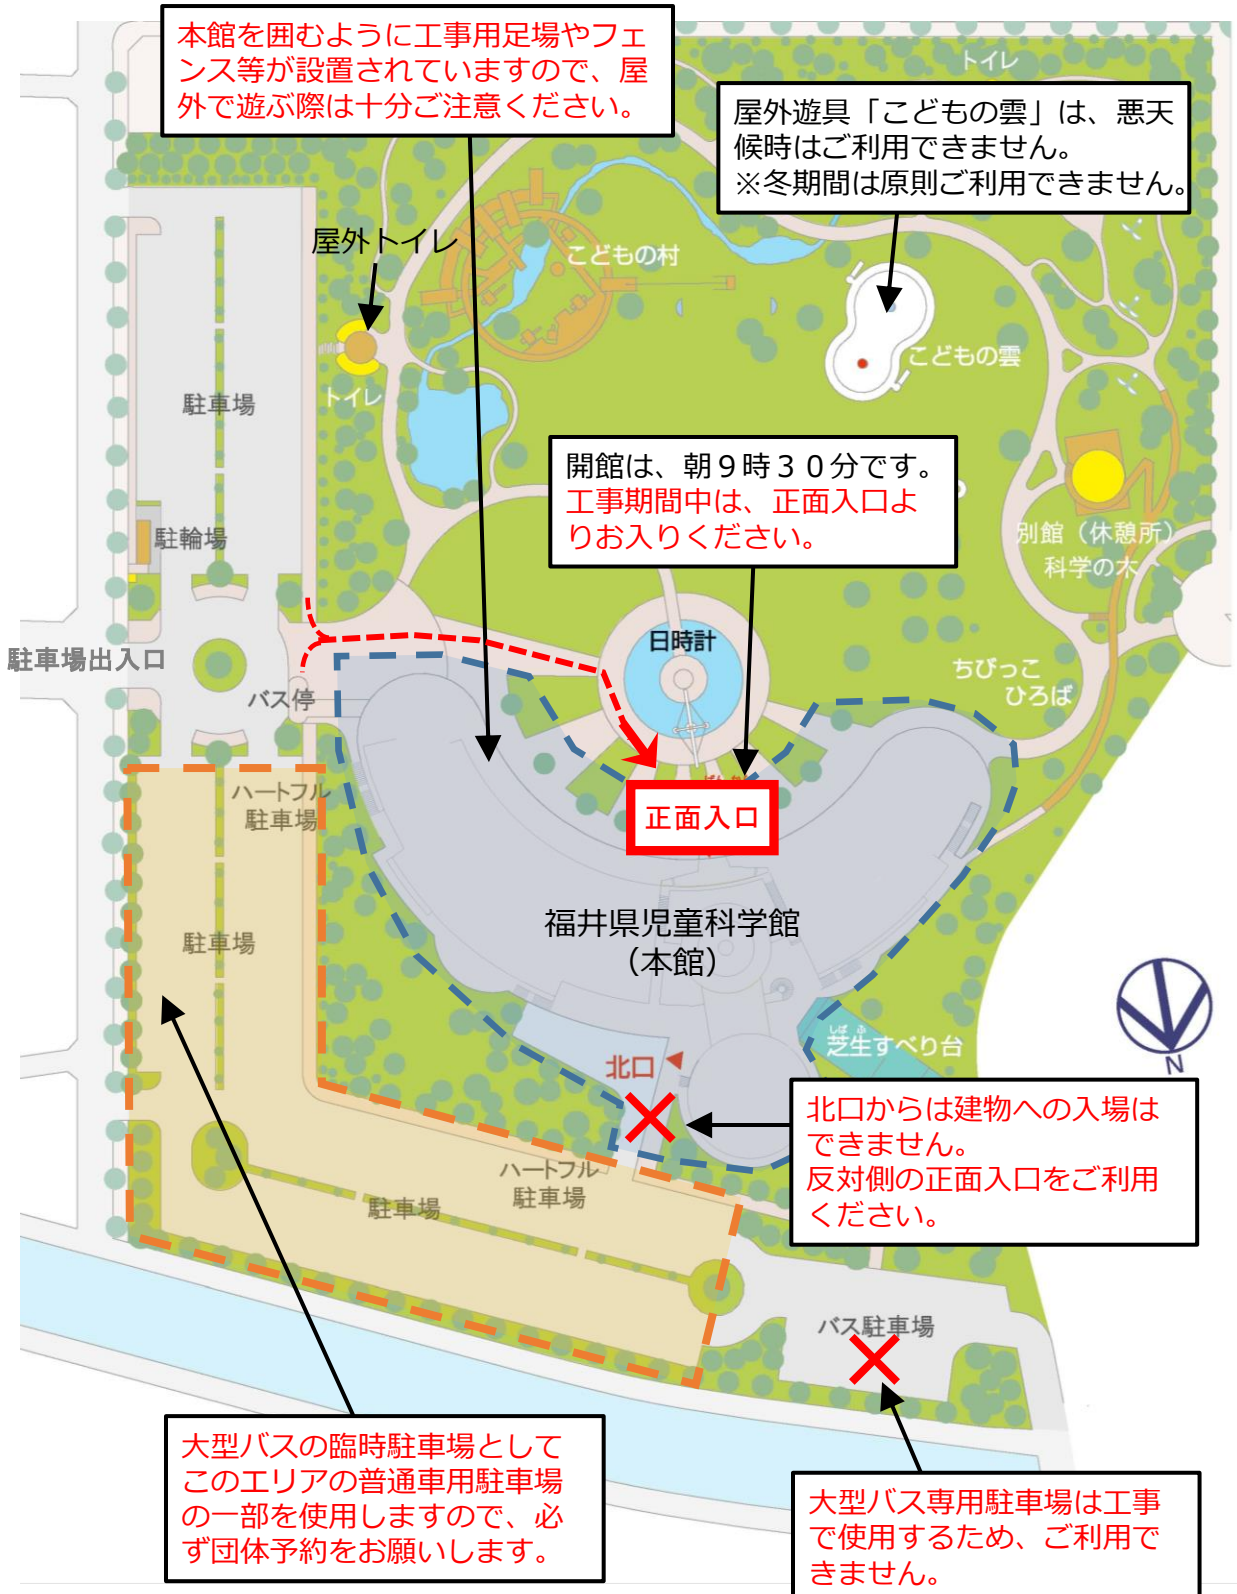 本館を囲むように工事用足場やフェ
ンス等が設置されていますので、屋
外で遊ぶ際は十分ご注意ください。
トイレ
屋外遊具「こどもの雲」は、悪天
候時はご利用できません。
※冬期間は原則ご利用できません。
屋外トイレ
こどもの村
こどもの雲
トイレ
駐車場
開館は、朝９時３０分です。
工事期間中は、正面入口よ
りお入りください。
駐輪場
別館（休憩所）
科学の木
日時計
駐車場出入口
ちびっこ
ひろば
バス停
ハートフル
駐車場
正面入口
福井県児童科学館
（本館）
駐車場
しばふ
芝生すべり台
北口
N
北口からは建物への入場は
できません。
反対側の正面入口をご利用
ください。
ハートフル
駐車場
駐車場
バス駐車場
大型バスの臨時駐車場として
このエリアの普通車用駐車場
の一部を使用しますので、必
ず団体予約をお願いします。
大型バス専用駐車場は工事
で使用するため、ご利用で
きません。